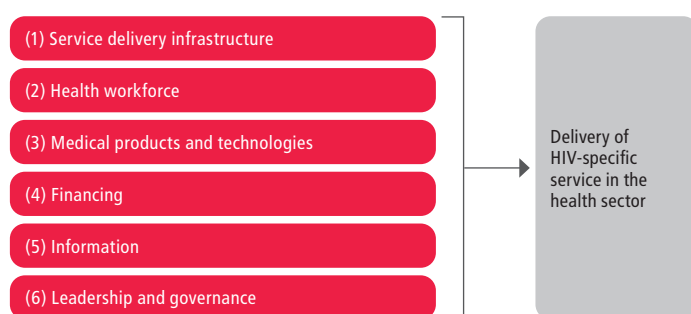 (1) Service delivery infrastructure
(2) Health workforce
(3) Medical products and technologies
(4) Financing
(5) Information
(6) Leadership and governance
Delivery of
HIV-specific
service in the
health sector